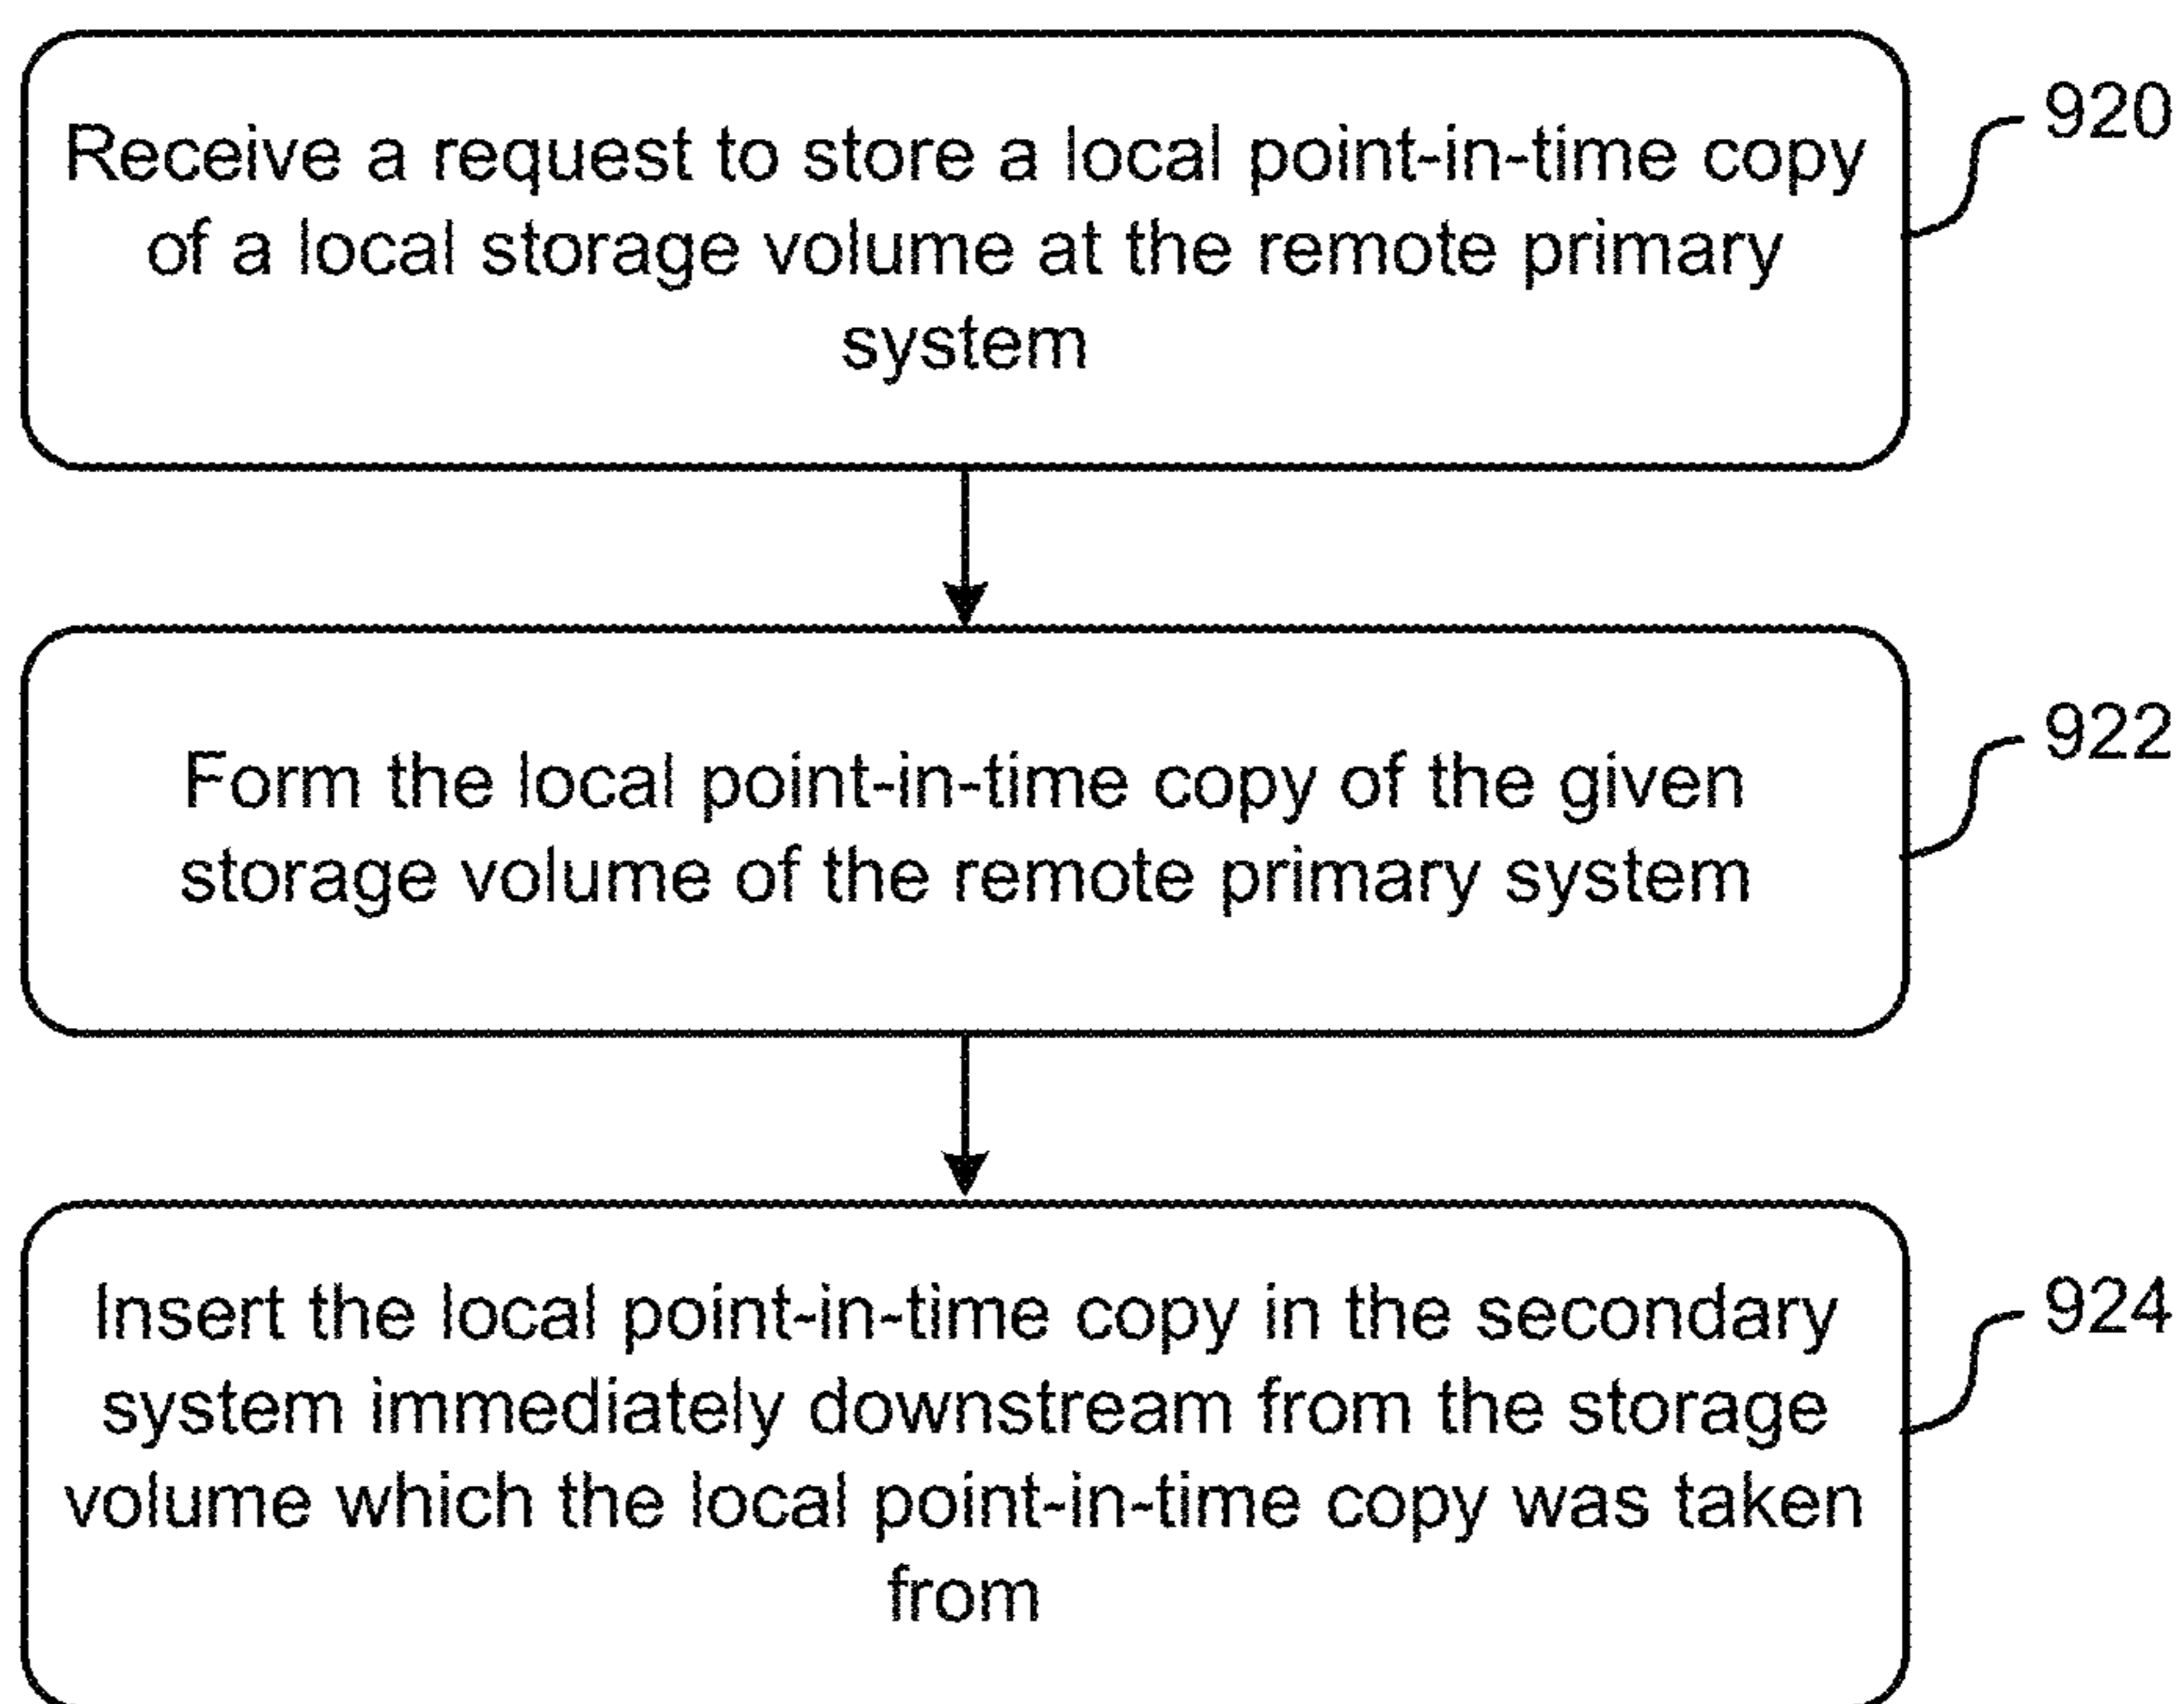 Receive a request to store a local point-in-time copy
of a local storage volume at the remote primary
system
920
Form the local point-in-time copy of the given
storage volume of the remote primary system
922
Insert the local point-in-time copy in the secondary
system immediately downstream from the storage
volume which the local point-in-time copy was taken
from
924